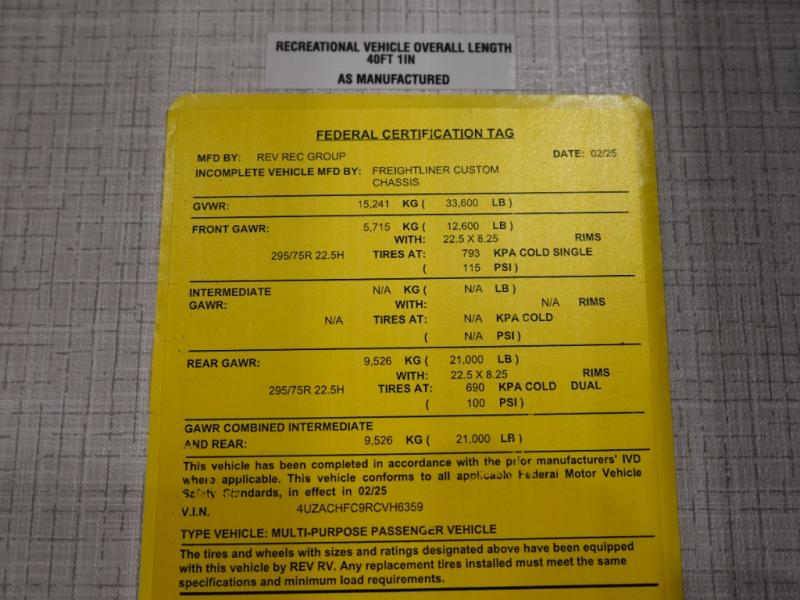 RECREATIONAL VEHICLE OVERALL LENGTH
40FT 1IN
AS MANUFACTURED
FEDERAL CERTIFICATION TAG
MFD BY: REV REC GROUP DATE: 02/25
INCOMPLETE VEHICLE MFD BY: FREIGHTLINER CUSTOM
CHASSIS
GVWR: 15,241 KG ( 33,600 LB )
FRONT GAWR: 5,715 KG ( 12,600 LB )
WITH: 22.5 X 8.25 RIMS
295/75R 22.5H TIRES AT: 793 KPA COLD SINGLE
( 115 PSI )
INTERMEDIATE N/A KG ( N/A LB )
GAWR: WITH: N/A RIMS
N/A TIRES AT: N/A KPA COLD
( N/A PSI )
REAR GAWR: 9,526 KG ( 21,000 LB )
WITH: 22.5 X 8.25 RIMS
295/75R 22.5H TIRES AT: 690 KPA COLD DUAL
( 100 PSI )
GAWR COMBINED INTERMEDIATE
AND REAR: 9,526 KG ( 21,000 LB )
This vehicle has been completed in accordance with the prior manufacturers' IVD
where applicable. This vehicle conforms to all applicable Federal Motor Vehicle
Safety Standards, in effect in 02/25
V.I.N. 4UZACHFC9RCVH6359
TYPE VEHICLE: MULTI-PURPOSE PASSENGER VEHICLE
The tires and wheels with sizes and ratings designated above have been equipped
with this vehicle by REV RV. Any replacement tires installed must meet the same
specifications and minimum load requirements.